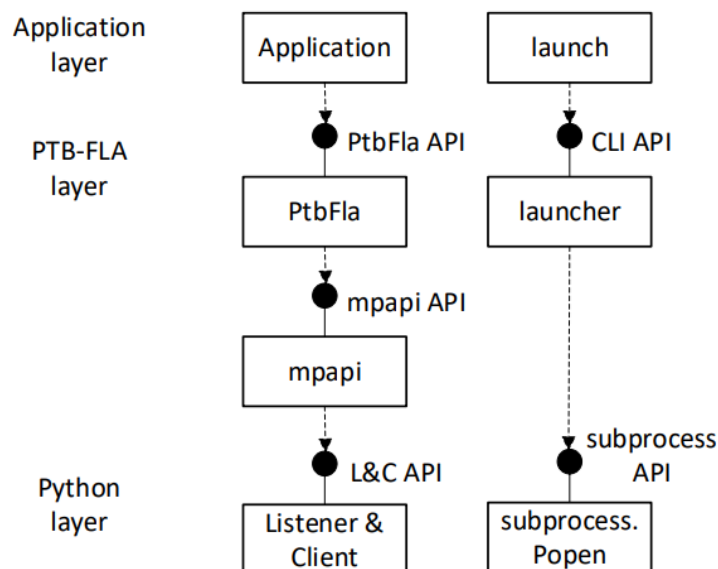 Application
layer
Application
launch
PtbFla API
CLI API
PTB-FLA
layer
PtbFla
launcher
mpapi API
mpapi
subprocess
API
L&C API
Python
layer
Listener &
Client
subprocess.
Popen